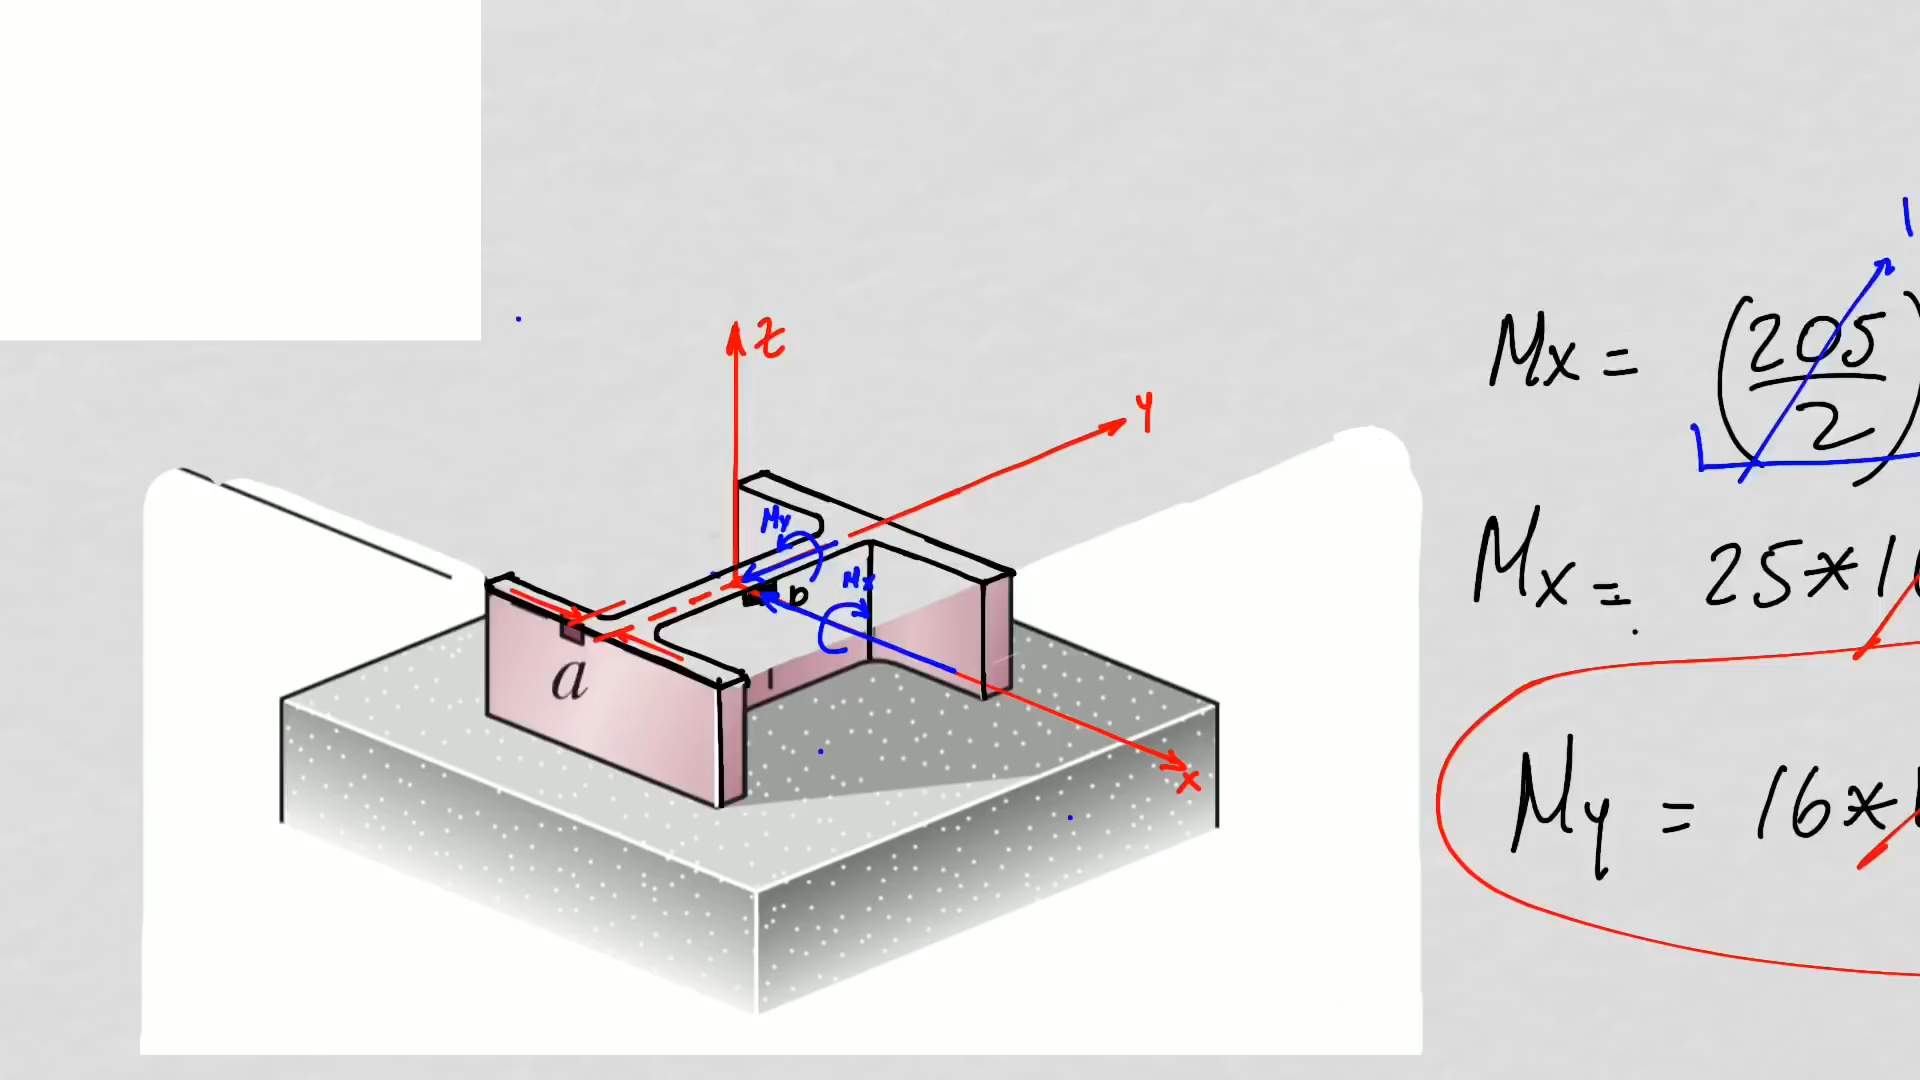 Z
Y
My
Mx
b
a
x
Mx = (205/2)
Mx = 25*1
My = 16*